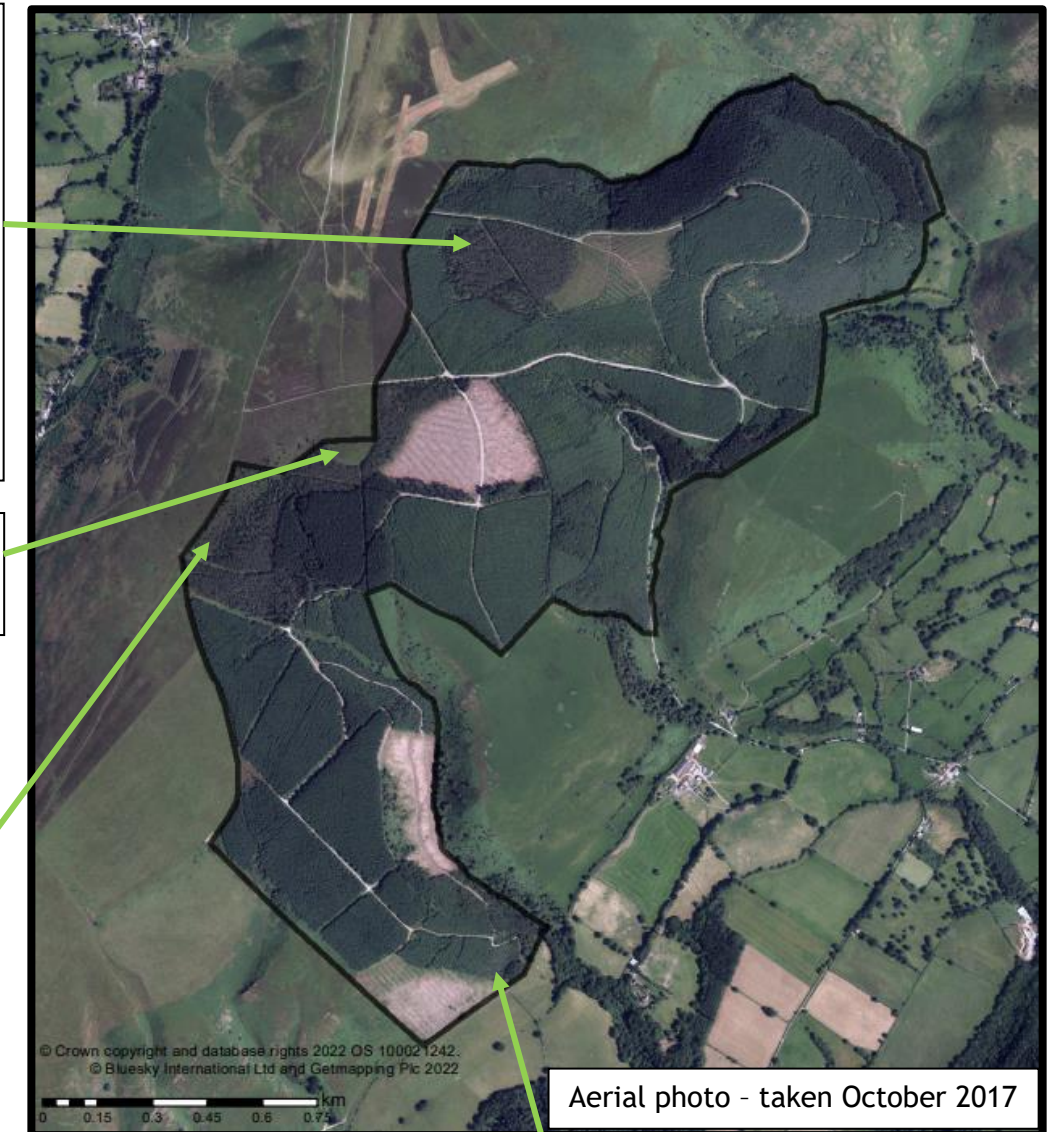 © Crown copyright and database rights 2022 OS 100021242.
© Bluesky International Ltd and Getmapping Plc 2022
km
0 0.15 0.3 0.45 0.6 0.75
Aerial photo - taken October 2017